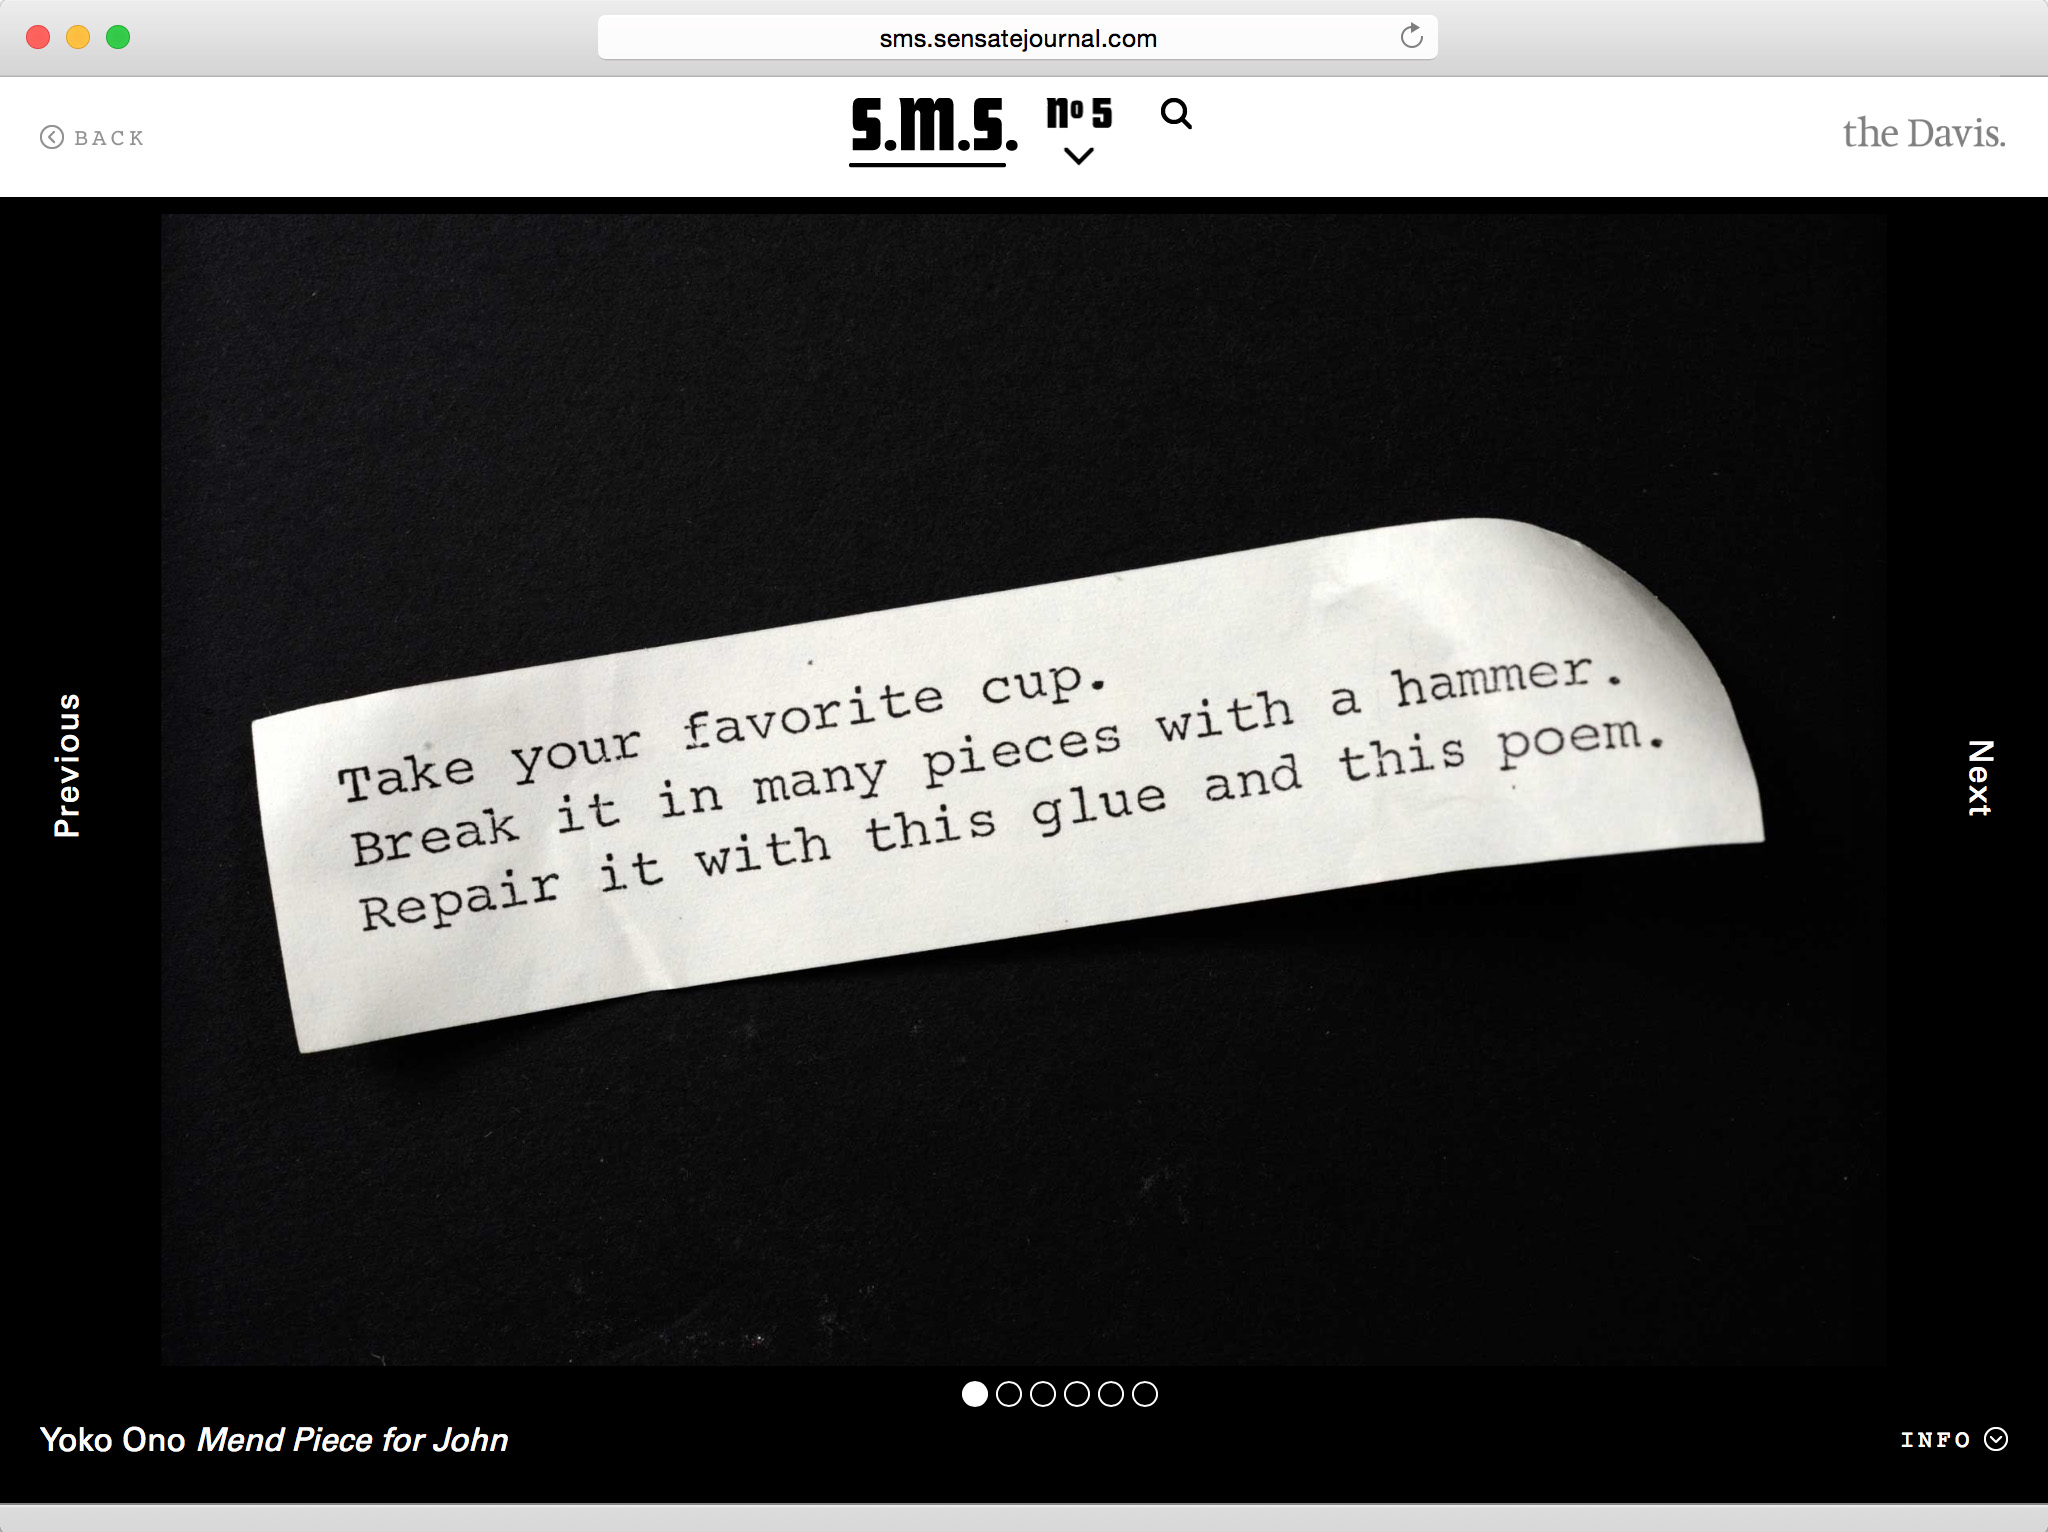 sms.sensatejournal.com
BACK
S.M.S. nº 5
the Davis.
Previous
Take your favorite cup.
Break it in many pieces with a hammer.
Repair it with this glue and this poem.
Next
Yoko Ono Mend Piece for John
INFO